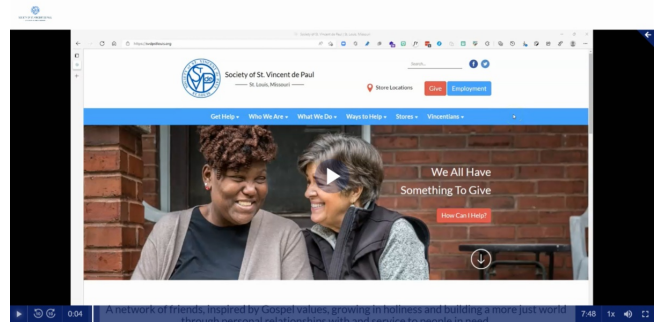 https://svdpstlouis.org
Search...
Society of St. Vincent de Paul
St. Louis, Missouri
Store Locations
Give
Employment
Get Help
Who We Are
What We Do
Ways to Help
Stores
Vincentians
We All Have
Something To Give
How Can I Help?
0:04
A network of friends, inspired by Gospel values, growing in holiness and building a more just world
through personal relationships with and service to people in need.
7:48
1x